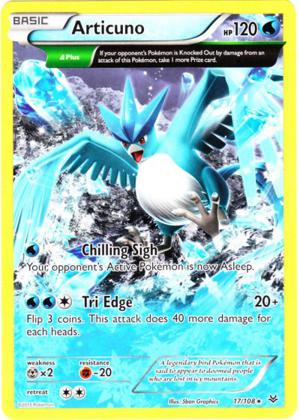 BASIC
Articuno
HP120
Δ Plus
If your opponent's Pokémon is Knocked Out by damage from an
attack of this Pokémon, take 1 more Prize card.
Chilling Sigh
Your opponent's Active Pokémon is now Asleep.
Tri Edge 20+
Flip 3 coins. This attack does 40 more damage for
each heads.
weakness
×2
resistance
-20
retreat
A legendary bird Pokémon that
is said to appear to doomed people
who are lost in icy mountains.
©2015 Pokémon
Illus. 5ban Graphics
17/108